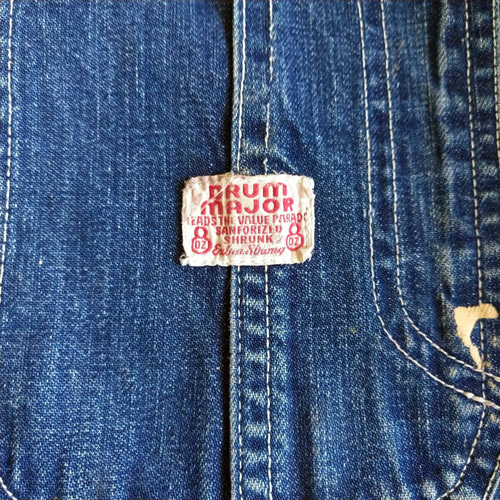 DRUM
MAJOR
LEADS THE VALUE PARADE
SANFORIZED
SHRUNK
8 OZ
8 OZ